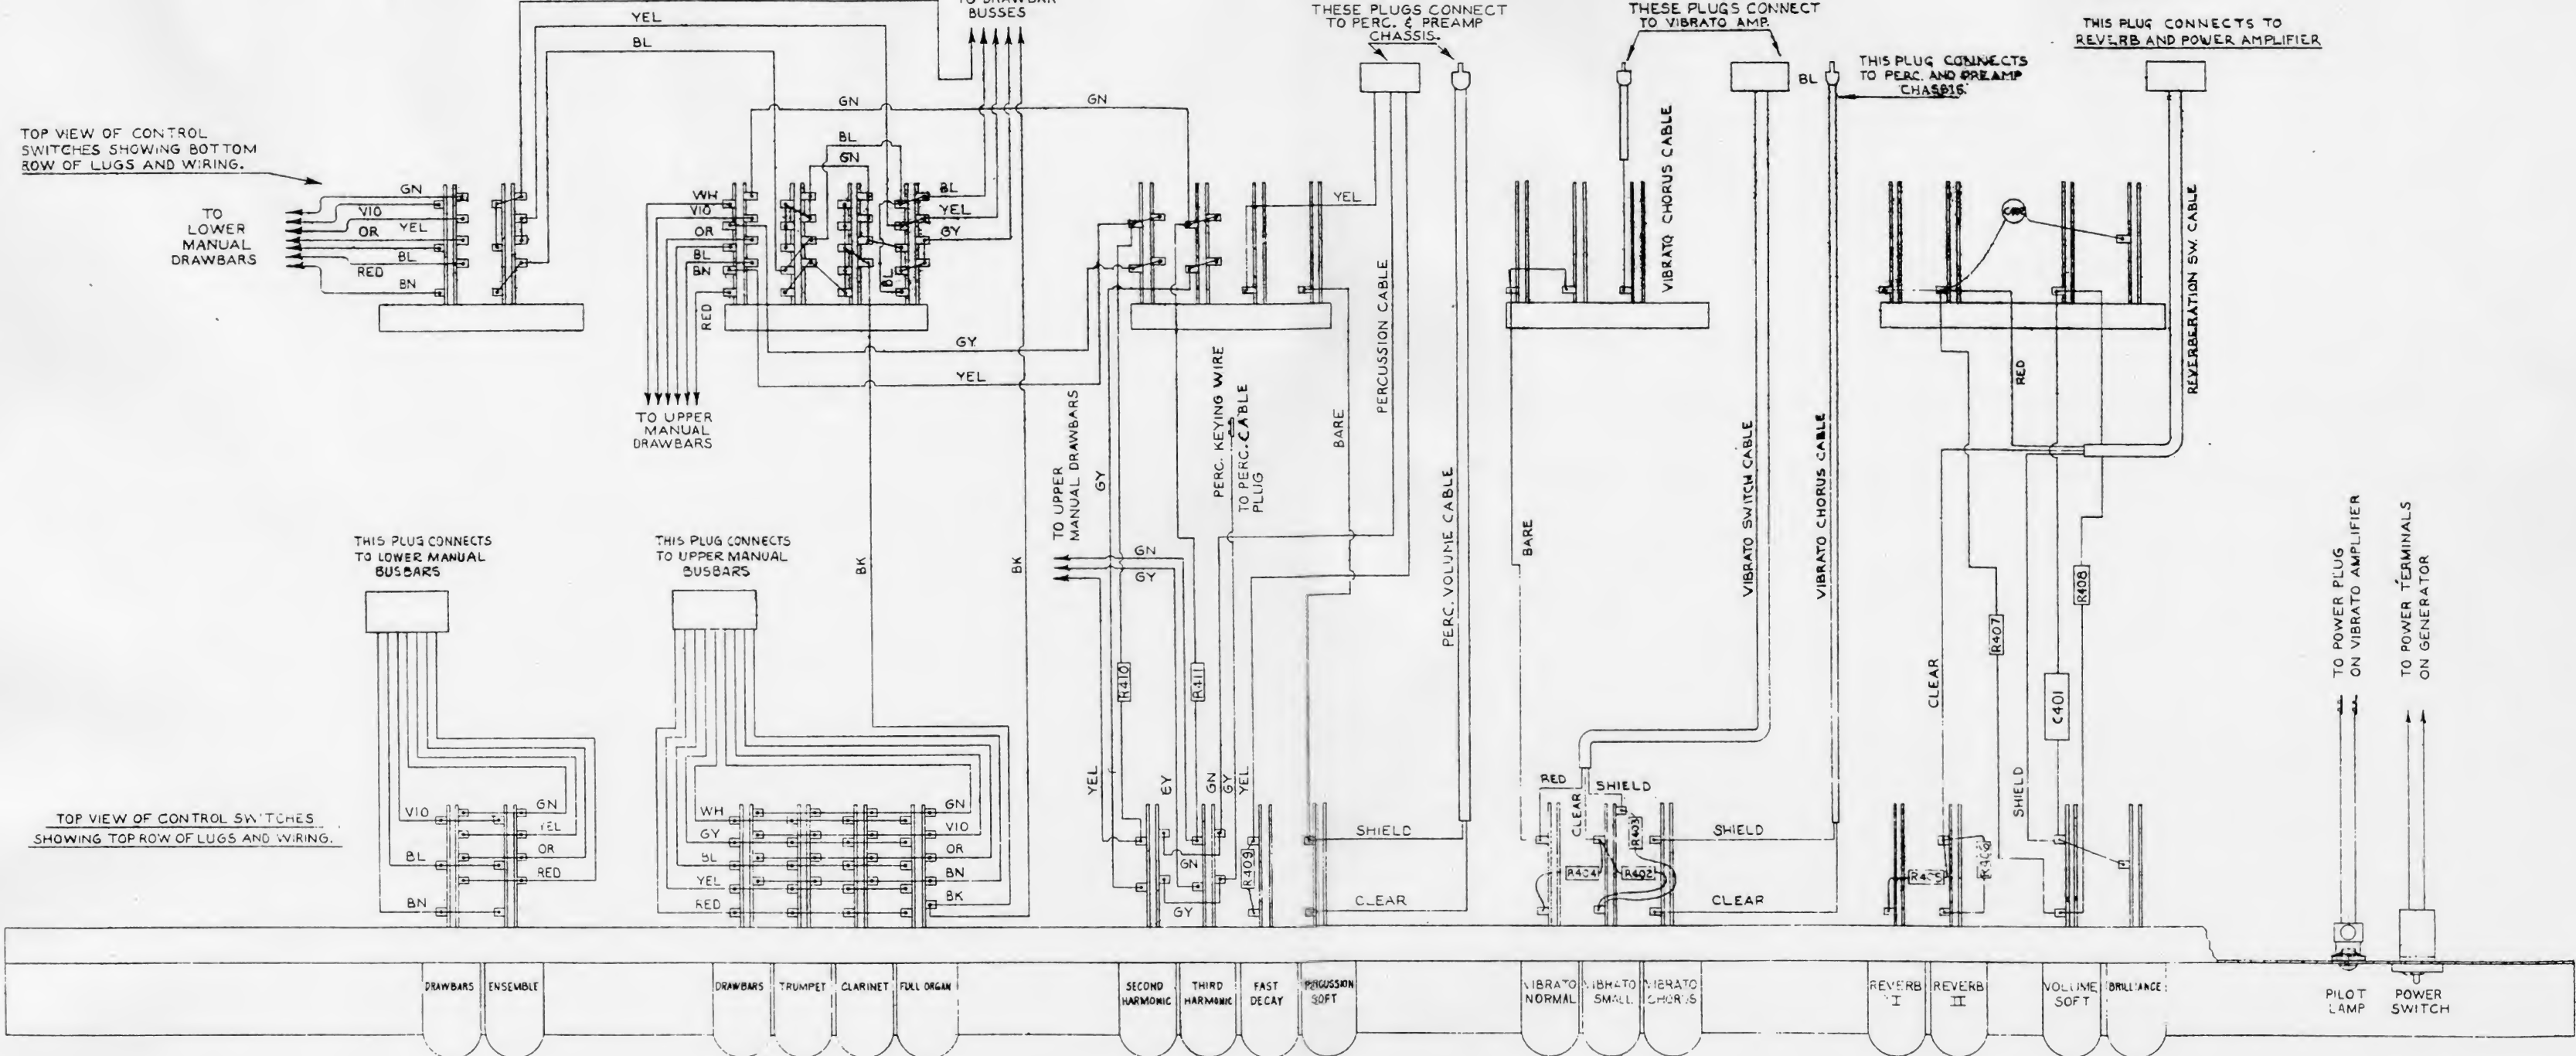 TO DRAWBAR
BUSSES
YEL
BL
THESE PLUGS CONNECT
TO PERC. & PREAMP
CHASSIS.
THESE PLUGS CONNECT
TO VIBRATO AMP.
THIS PLUG CONNECTS TO
REVERB AND POWER AMPLIFIER
BL
THIS PLUG CONNECTS
TO PERC. AND PREAMP
CHASSIS.
TOP VIEW OF CONTROL
SWITCHES SHOWING BOTTOM
ROW OF LUGS AND WIRING.
GN
GN
BL
GN
TO
LOWER
MANUAL
DRAWBARS
GN
VIO
YEL
OR
BL
RED
BN
WH
VIO
OR
BL
BN
RED
BL
YEL
GY
BL
YEL
GY
YEL
TO UPPER
MANUAL
DRAWBARS
BK
BK
TO UPPER
MANUAL DRAWBARS
GY
GN
GY
PERC. KEYING WIRE
TO PERC. CABLE
PLUG
BARE
PERCUSSION CABLE
PERC. VOLUME CABLE
BARE
VIBRATO CHORUS CABLE
VIBRATO SWITCH CABLE
VIBRATO CHORUS CABLE
RED
REVERBERATION SW. CABLE
CLEAR
R407
SHIELD
C401
R408
TO POWER PLUG
ON VIBRATO AMPLIFIER
TO POWER TERMINALS
ON GENERATOR
THIS PLUG CONNECTS
TO LOWER MANUAL
BUSBARS
THIS PLUG CONNECTS
TO UPPER MANUAL
BUSBARS
R410
R411
TOP VIEW OF CONTROL SWITCHES
SHOWING TOP ROW OF LUGS AND WIRING.
VIO
BL
BN
GN
YEL
OR
RED
WH
GY
BL
YEL
RED
GN
VIO
OR
BN
BK
YEL
GY
GN
GY
YEL
GN
GY
R409
SHIELD
CLEAR
RED
CLEAR
SHIELD
R403
R404
R402
SHIELD
CLEAR
DRAWBARS
ENSEMBLE
DRAWBARS
TRUMPET
CLARINET
FULL ORGAN
SECOND
HARMONIC
THIRD
HARMONIC
FAST
DECAY
PERCUSSION
SOFT
VIBRATO
NORMAL
VIBRATO
SMALL
VIBRATO
CHORUS
REVERB
I
REVERB
II
VOLUME
SOFT
BRILLIANCE
PILOT
LAMP
POWER
SWITCH